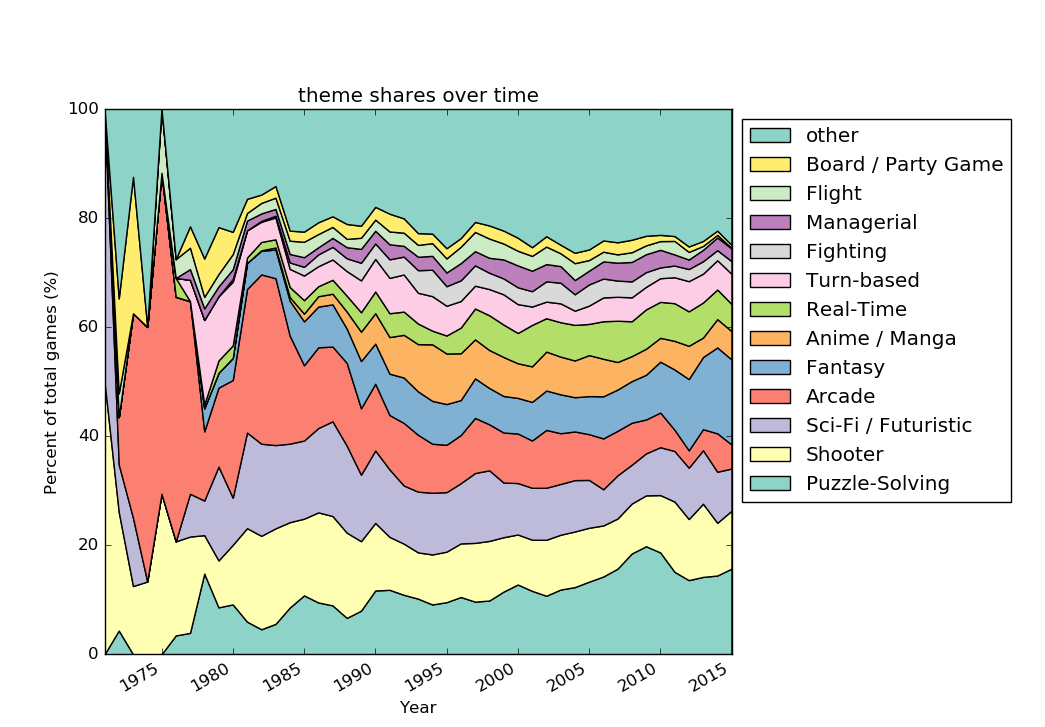 theme shares over time
Percent of total games (%)
100
80
60
40
20
0
1975
1980
1985
1990
1995
2000
2005
2010
2015
Year
other
Board / Party Game
Flight
Managerial
Fighting
Turn-based
Real-Time
Anime / Manga
Fantasy
Arcade
Sci-Fi / Futuristic
Shooter
Puzzle-Solving